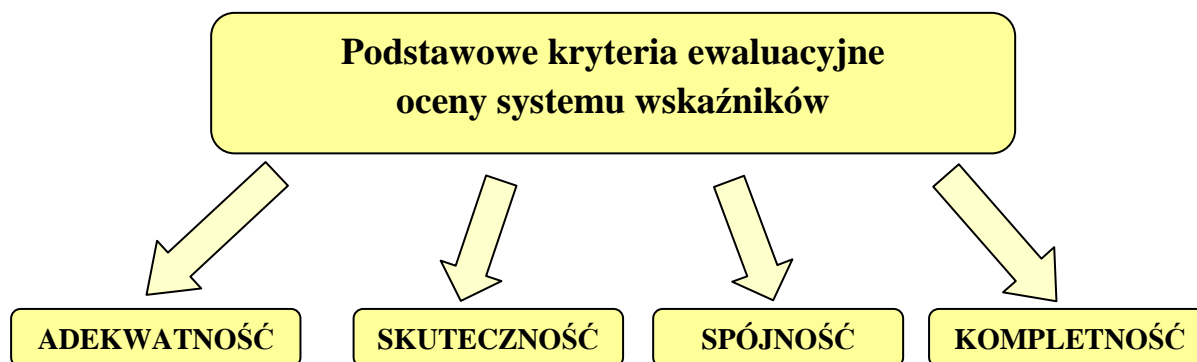 Podstawowe kryteria ewaluacyjne
oceny systemu wskaźników
ADEKWATNOŚĆ
SKUTECZNOŚĆ
SPÓJNOŚĆ
KOMPLETNOŚĆ